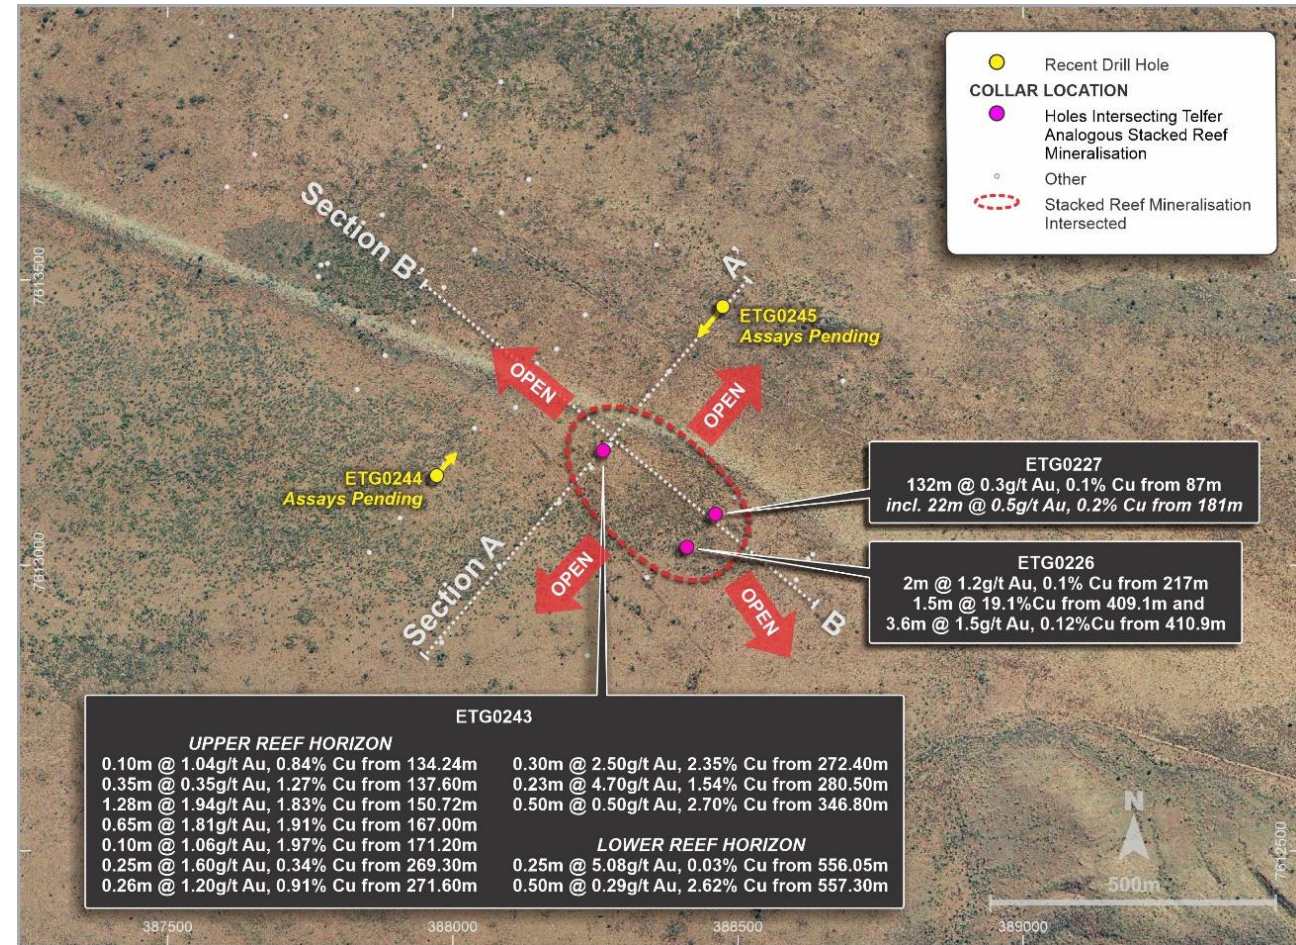 Recent Drill Hole
COLLAR LOCATION
Holes Intersecting Telfer
Analogous Stacked Reef
Mineralisation
Other
Stacked Reef Mineralisation
Intersected
Section B'
A'
7613500
ETG0245
Assays Pending
OPEN
OPEN
ETG0244
Assays Pending
ETG0227
132m @ 0.3g/t Au, 0.1% Cu from 87m
incl. 22m @ 0.5g/t Au, 0.2% Cu from 181m
7613000
Section A
OPEN
OPEN
B
ETG0226
2m @ 1.2g/t Au, 0.1% Cu from 217m
1.5m @ 19.1%Cu from 409.1m and
3.6m @ 1.5g/t Au, 0.12%Cu from 410.9m
ETG0243
UPPER REEF HORIZON
0.10m @ 1.04g/t Au, 0.84% Cu from 134.24m
0.35m @ 0.35g/t Au, 1.27% Cu from 137.60m
1.28m @ 1.94g/t Au, 1.83% Cu from 150.72m
0.65m @ 1.81g/t Au, 1.91% Cu from 167.00m
0.10m @ 1.06g/t Au, 1.97% Cu from 171.20m
0.25m @ 1.60g/t Au, 0.34% Cu from 269.30m
0.26m @ 1.20g/t Au, 0.91% Cu from 271.60m
0.30m @ 2.50g/t Au, 2.35% Cu from 272.40m
0.23m @ 4.70g/t Au, 1.54% Cu from 280.50m
0.50m @ 0.50g/t Au, 2.70% Cu from 346.80m
LOWER REEF HORIZON
0.25m @ 5.08g/t Au, 0.03% Cu from 556.05m
0.50m @ 0.29g/t Au, 2.62% Cu from 557.30m
N
500m
7612500
387500
388000
388500
389000